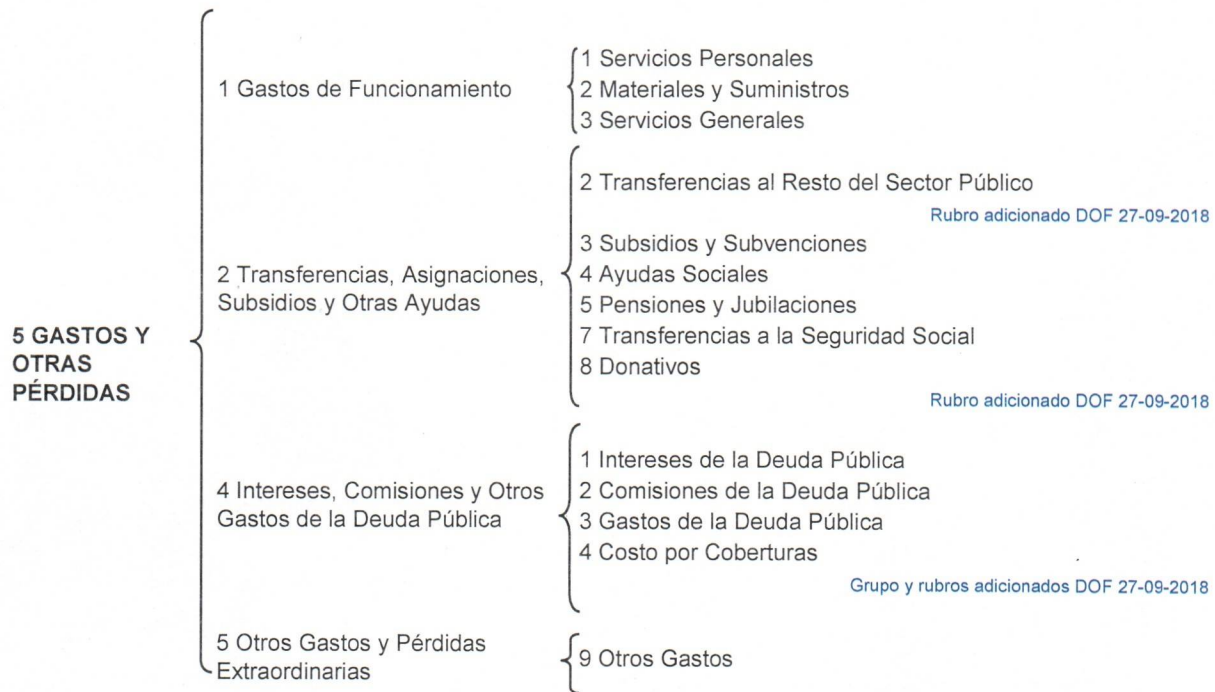 5 GASTOS Y
OTRAS
PÉRDIDAS
1 Gastos de Funcionamiento
1 Servicios Personales
2 Materiales y Suministros
3 Servicios Generales
2 Transferencias, Asignaciones,
Subsidios y Otras Ayudas
2 Transferencias al Resto del Sector Público
Rubro adicionado DOF 27-09-2018
3 Subsidios y Subvenciones
4 Ayudas Sociales
5 Pensiones y Jubilaciones
7 Transferencias a la Seguridad Social
8 Donativos
Rubro adicionado DOF 27-09-2018
4 Intereses, Comisiones y Otros
Gastos de la Deuda Pública
1 Intereses de la Deuda Pública
2 Comisiones de la Deuda Pública
3 Gastos de la Deuda Pública
4 Costo por Coberturas
Grupo y rubros adicionados DOF 27-09-2018
5 Otros Gastos y Pérdidas
Extraordinarias
9 Otros Gastos